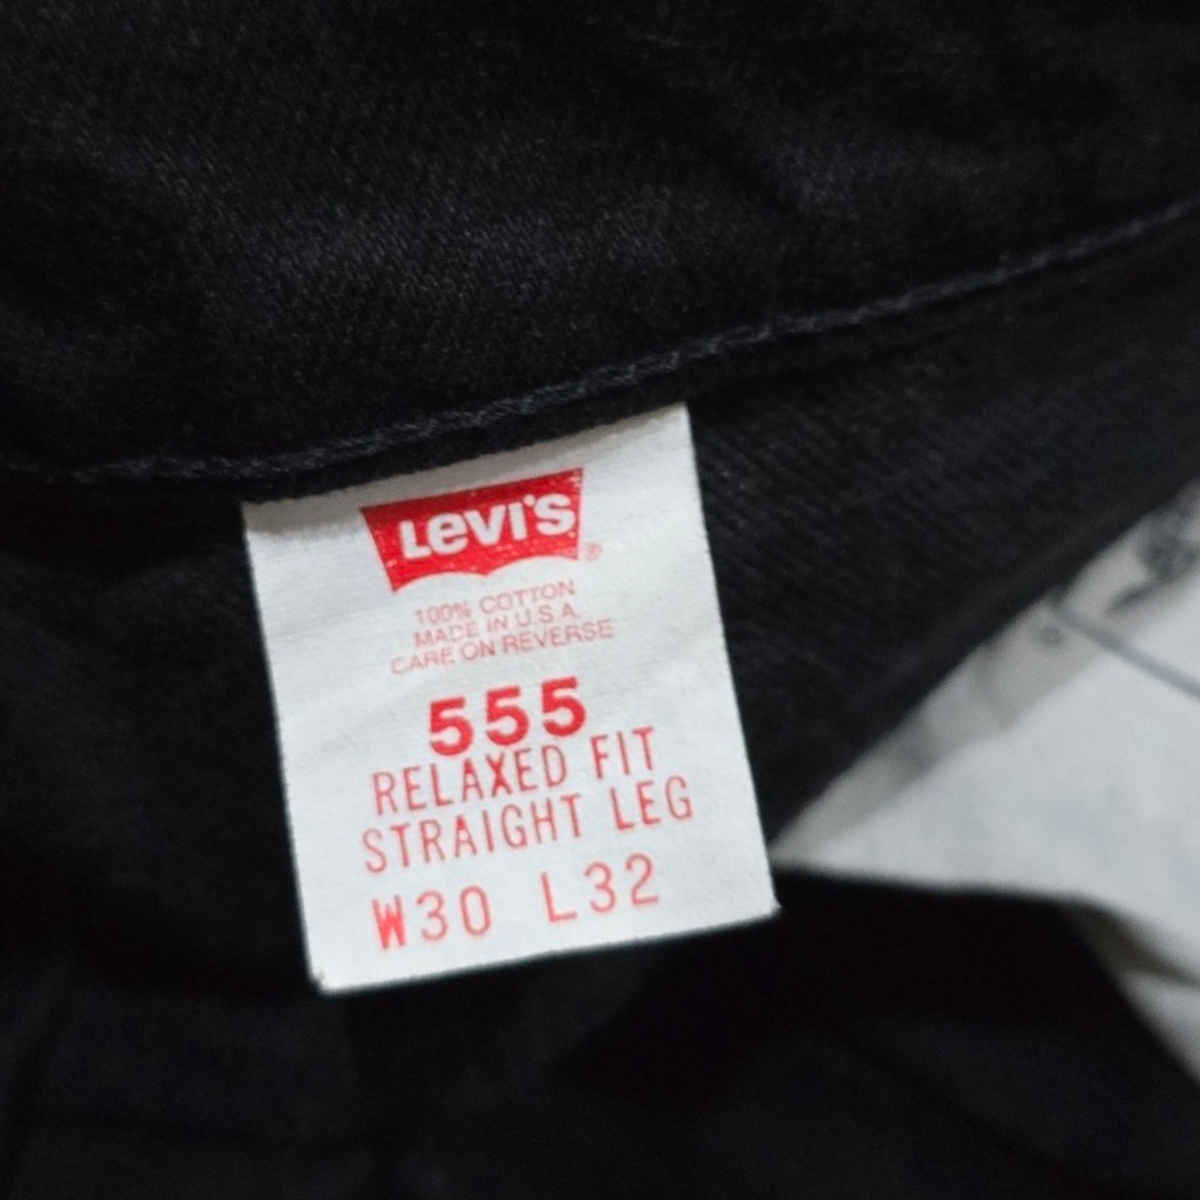 Levi's ®
100% COTTON
MADE IN U.S.A.
CARE ON REVERSE
555
RELAXED FIT
STRAIGHT LEG
W30 L32